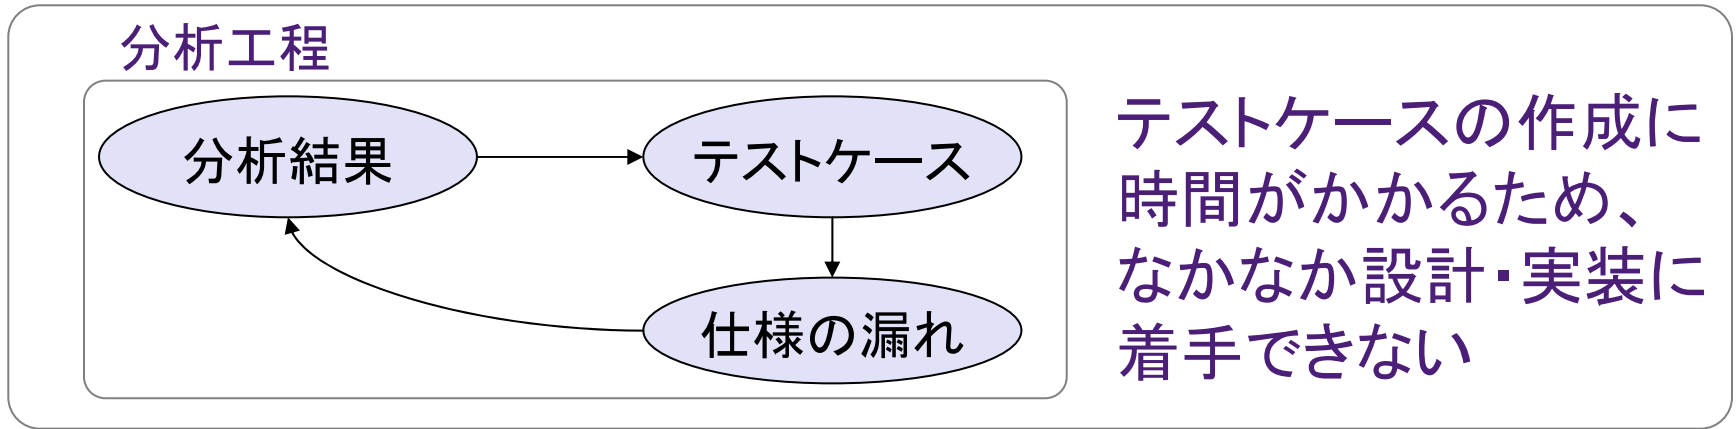 分析工程
分析結果
テストケース
仕様の漏れ
テストケースの作成に
時間がかかるため、
なかなか設計・実装に
着手できない